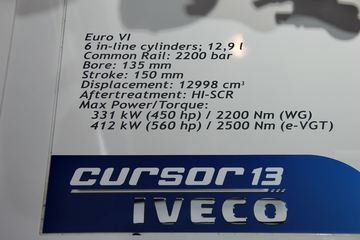 Euro VI
6 in-line cylinders; 12,9 l
Common Rail: 2200 bar
Bore: 135 mm
Stroke: 150 mm
Displacement: 12998 cm³
Aftertreatment: HI-SCR
Max Power/Torque:
331 kW (450 hp) / 2200 Nm (WG)
412 kW (560 hp) / 2500 Nm (e-VGT)
cursor 13
IVECO